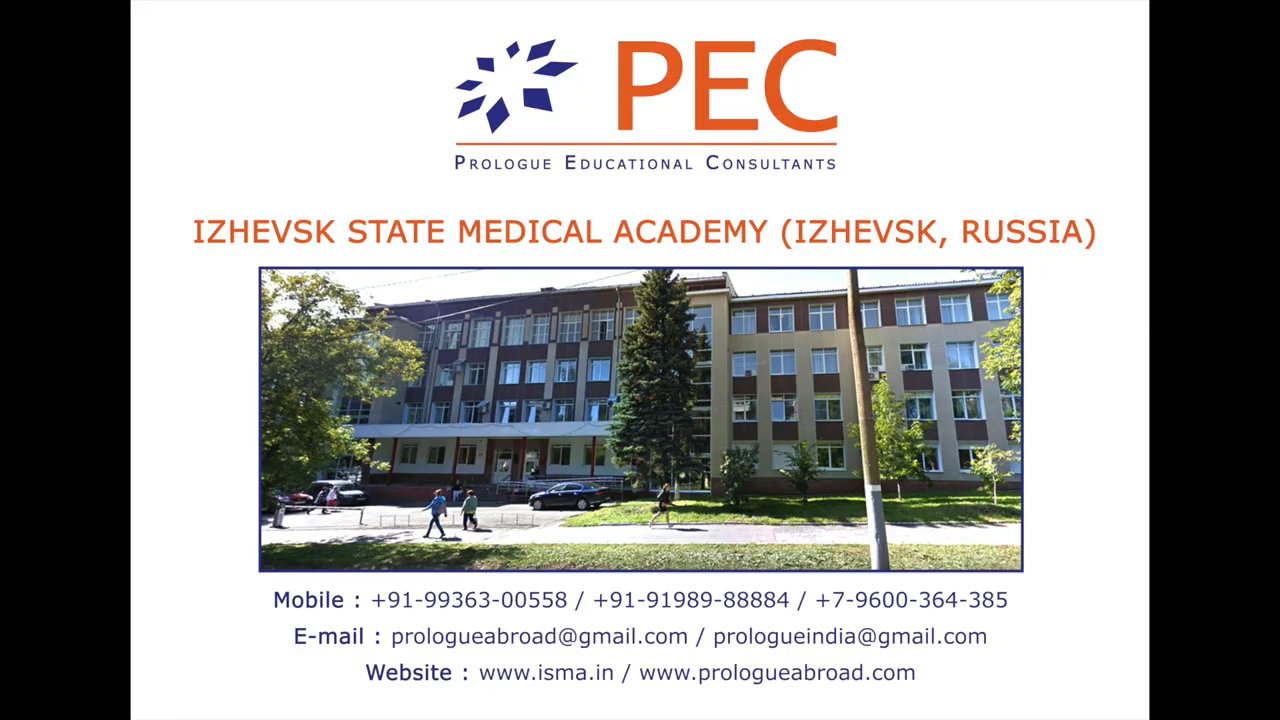 PEC
PROLOGUE EDUCATIONAL CONSULTANTS
IZHEVSK STATE MEDICAL ACADEMY (IZHEVSK, RUSSIA)
Mobile : +91-99363-00558 / +91-91989-88884 / +7-9600-364-385
E-mail : prologueabroad@gmail.com / prologueindia@gmail.com
Website : www.isma.in / www.prologueabroad.com